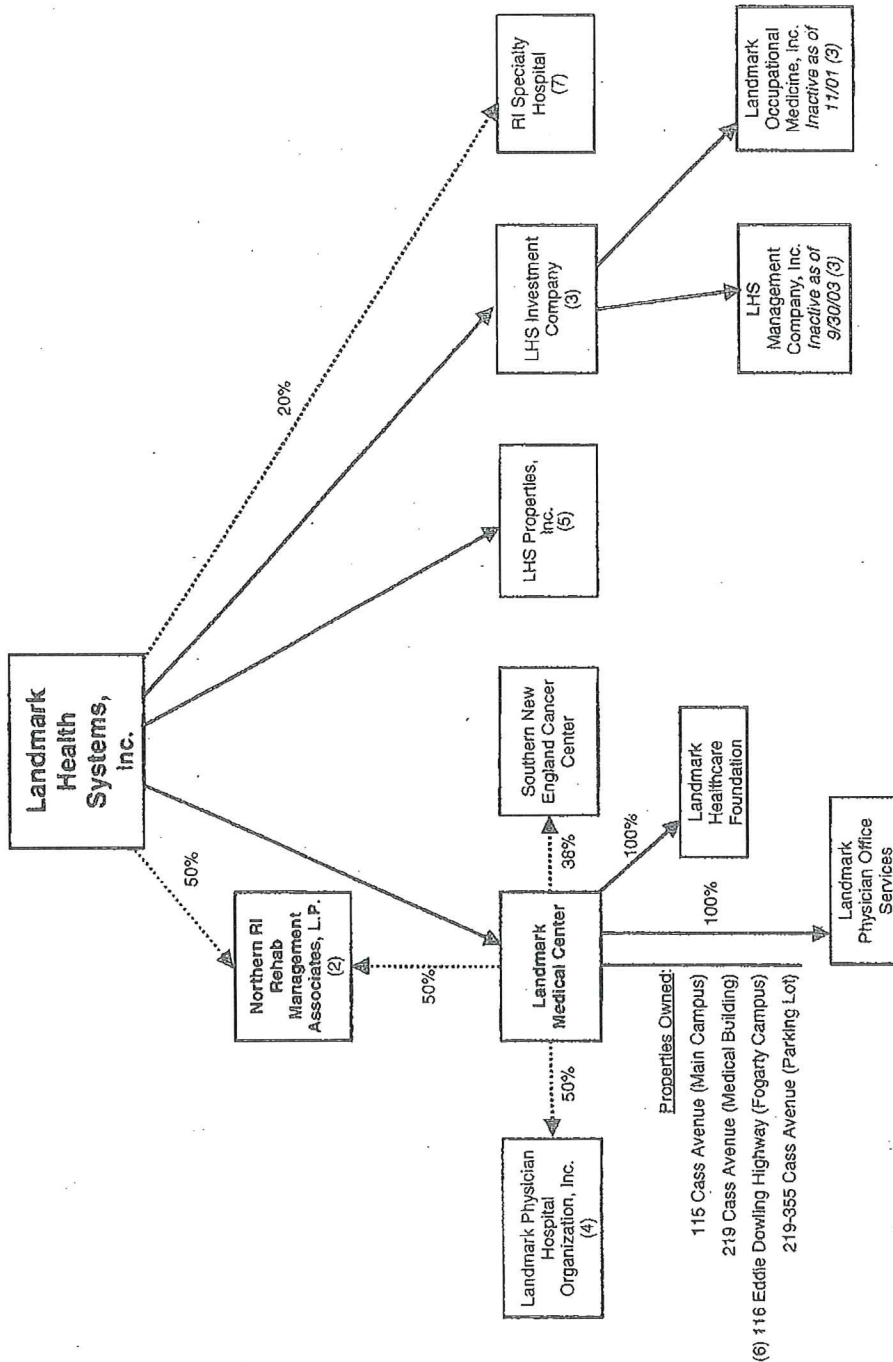 Landmark
Health
Systems,
Inc.
50%
20%
Northern RI
Rehab
Management
Associates, L.P.
(2)
50%
Landmark Physician
Hospital
Organization, Inc.
(4)
50%
Landmark
Medical Center
38%
Southern New
England Cancer
Center
LHS Properties,
Inc.
(5)
LHS Investment
Company
(3)
RI Specialty
Hospital
(7)
100%
100%
Landmark
Healthcare
Foundation
LHS
Management
Company, Inc.
Inactive as of
9/30/03 (3)
Landmark
Occupational
Medicine, Inc.
Inactive as of
11/01 (3)
Properties Owned:
115 Cass Avenue (Main Campus)
219 Cass Avenue (Medical Building)
(6) 116 Eddie Dowling Highway (Fogarty Campus)
219-355 Cass Avenue (Parking Lot)
Landmark
Physician Office
Services